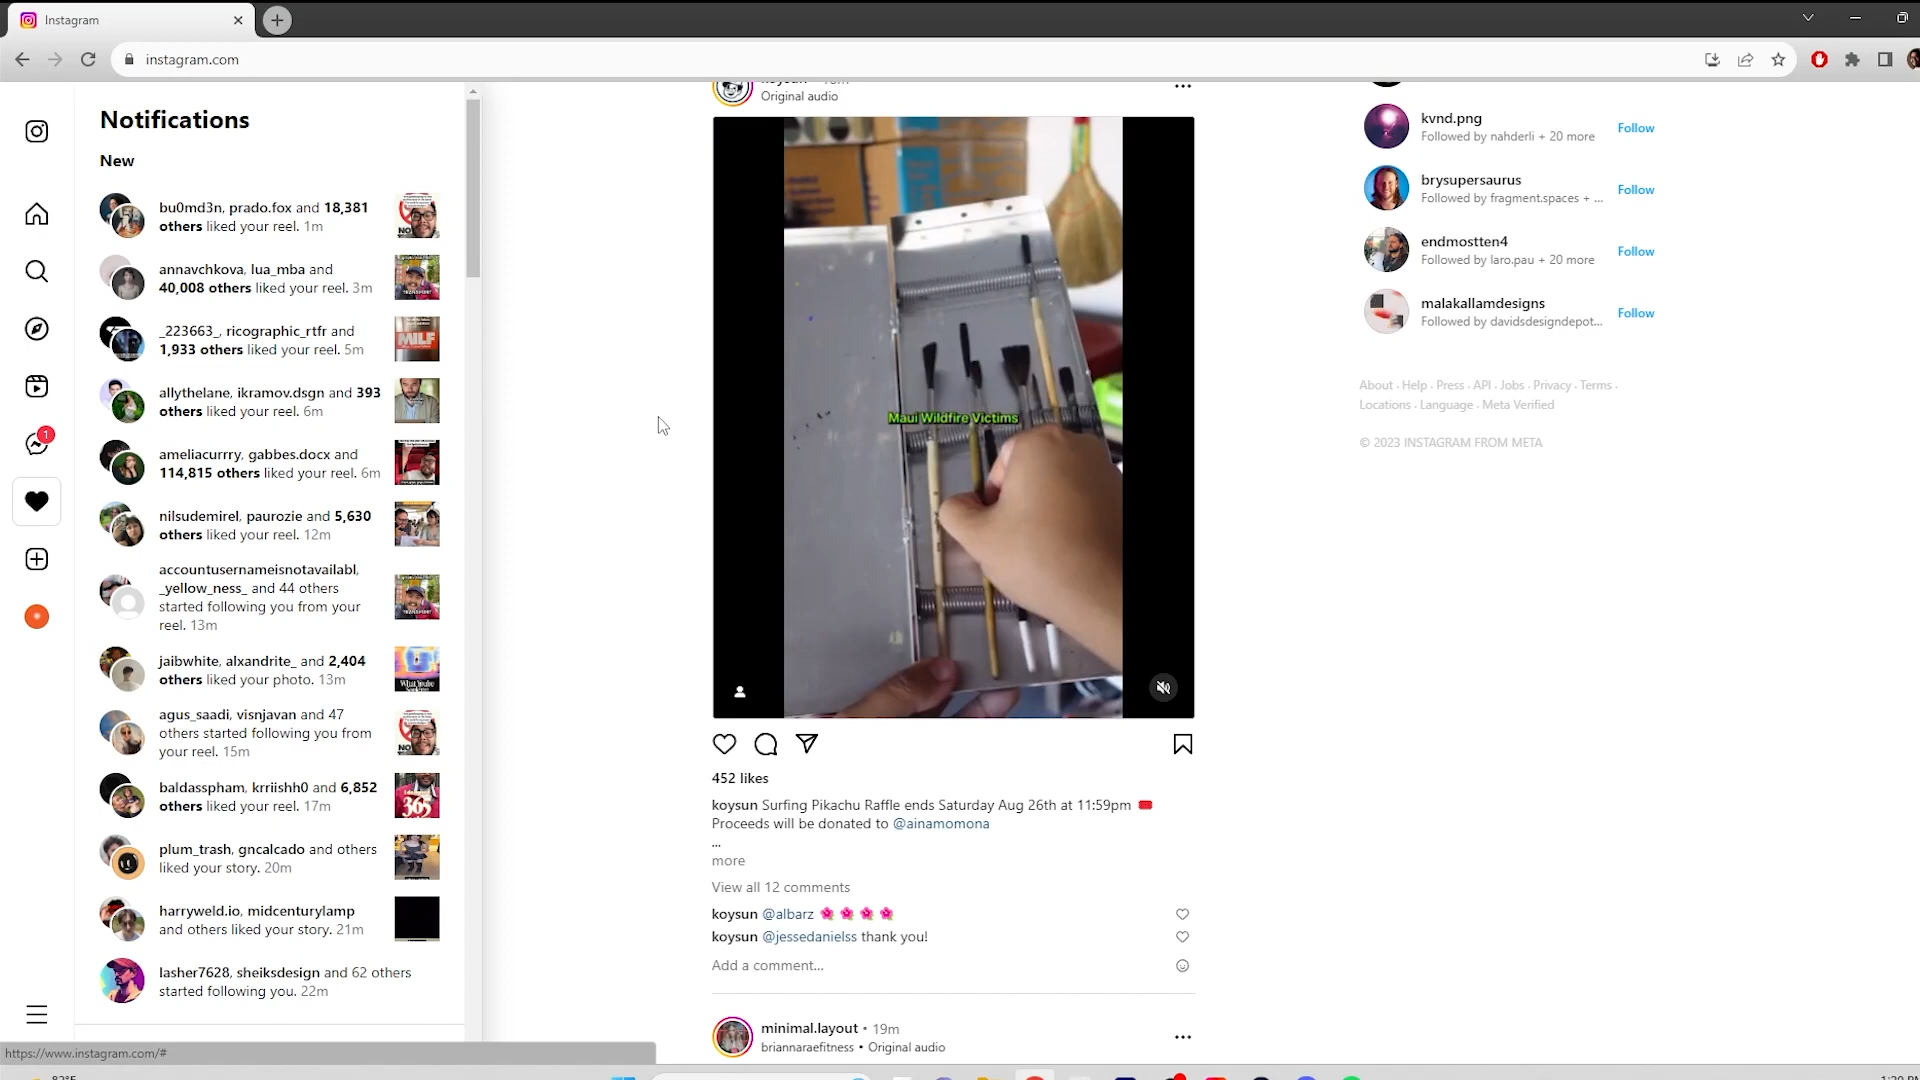 Instagram
instagram.com
Notifications
New
bu0md3n, prado.fox and 18,381
others liked your reel. 1m
annavchkova, lua_mba and
40,008 others liked your reel. 3m
_223663_, ricographic_rtfr and
1,933 others liked your reel. 5m
MILF
allythelane, ikramov.dsgn and 393
others liked your reel. 6m
ameliacurrry, gabbes.docx and
114,815 others liked your reel. 6m
nilsudemirel, paurozie and 5,630
others liked your reel. 12m
accountusernameisnotavailabl,
_yellow_ness_ and 44 others
started following you from your
reel. 13m
jaibwhite, alxandrite_ and 2,404
others liked your photo. 13m
agus_saadi, visnjavan and 47
others started following you from
your reel. 15m
NO
baldasspham, krriishh0 and 6,852
others liked your reel. 17m
365
plum_trash, gncalcado and others
liked your story. 20m
harryweld.io, midcenturylamp
and others liked your story. 21m
lasher7628, sheiksdesign and 62 others
started following you. 22m
1
https://www.instagram.com/#
Original audio
•••
Maui Wildfire Victims
452 likes
koysun Surfing Pikachu Raffle ends Saturday Aug 26th at 11:59pm
Proceeds will be donated to @ainamomona
...
more
View all 12 comments
koysun @albarz 🌺 🌺 🌺 🌺
koysun @jessedanielss thank you!
Add a comment...
minimal.layout • 19m
briannaraefitness • Original audio
•••
kvnd.png
Followed by nahderli + 20 more
Follow
brysupersaurus
Followed by fragment.spaces + ...
Follow
endmostten4
Followed by laro.pau + 20 more
Follow
malakallamdesigns
Followed by davidsdesigndepot...
Follow
About · Help · Press · API · Jobs · Privacy · Terms ·
Locations · Language · Meta Verified
© 2023 INSTAGRAM FROM META